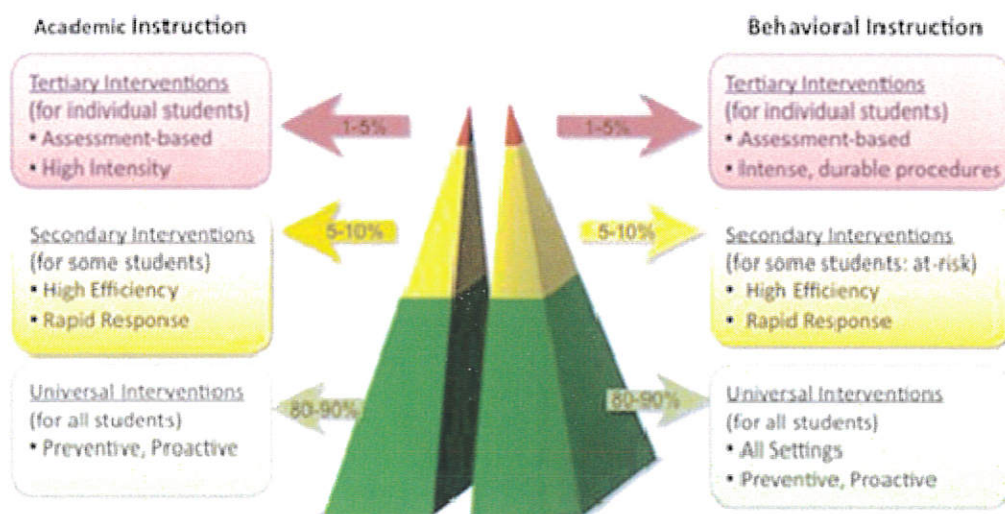 Academic Instruction
Tertiary Interventions
(for individual students)
• Assessment-based
• High Intensity
1-5%
Secondary Interventions
(for some students)
• High Efficiency
• Rapid Response
5-10%
Universal Interventions
(for all students)
• Preventive, Proactive
80-90%
Behavioral Instruction
1-5%
Tertiary Interventions
(for individual students)
• Assessment-based
• Intense, durable procedures
5-10%
Secondary Interventions
(for some students: at-risk)
• High Efficiency
• Rapid Response
80-90%
Universal Interventions
(for all students)
• All Settings
• Preventive, Proactive